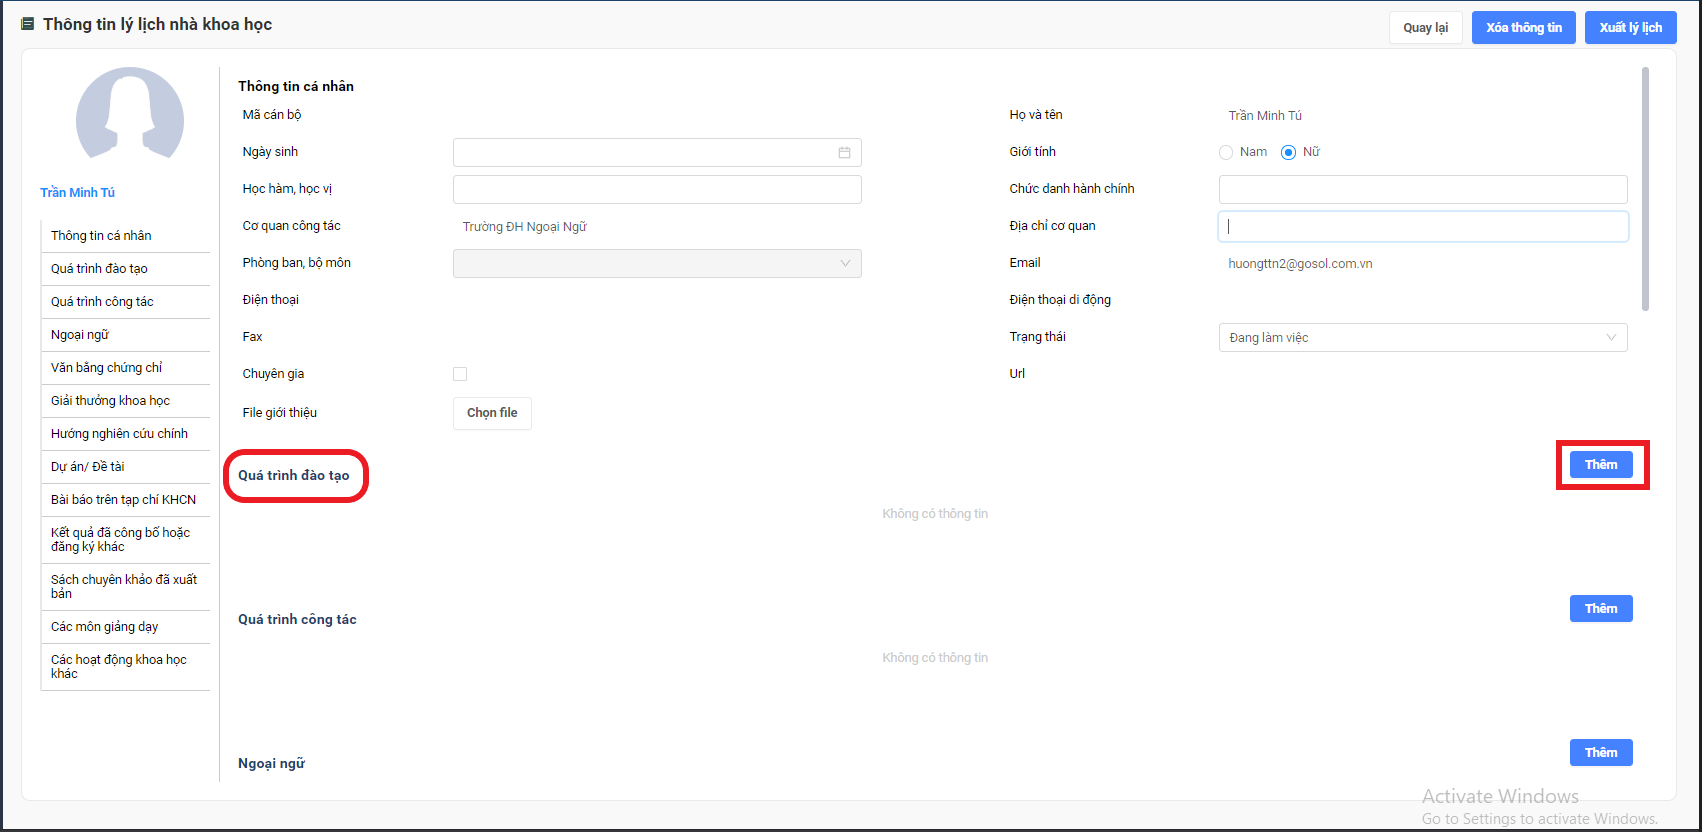 Thông tin lý lịch nhà khoa học
Quay lại
Xóa thông tin
Xuất lý lịch
Trần Minh Tú
Thông tin cá nhân
Quá trình đào tạo
Quá trình công tác
Ngoại ngữ
Văn bằng chứng chỉ
Giải thưởng khoa học
Hướng nghiên cứu chính
Dự án/ Đề tài
Bài báo trên tạp chí KHCN
Kết quả đã công bố hoặc
đăng ký khác
Sách chuyên khảo đã xuất
bản
Các môn giảng dạy
Các hoạt động khoa học
khác
Thông tin cá nhân
Mã cán bộ
Họ và tên Trần Minh Tú
Ngày sinh
Giới tính Nam Nữ
Học hàm, học vị
Chức danh hành chính
Cơ quan công tác Trường ĐH Ngoại Ngữ
Địa chỉ cơ quan
Phòng ban, bộ môn
Email huongttn2@gosol.com.vn
Điện thoại
Điện thoại di động
Fax
Trạng thái Đang làm việc
Chuyên gia
Url
File giới thiệu Chọn file
Quá trình đào tạo
Thêm
Không có thông tin
Quá trình công tác
Thêm
Không có thông tin
Ngoại ngữ
Thêm
Activate Windows
Go to Settings to activate Windows.